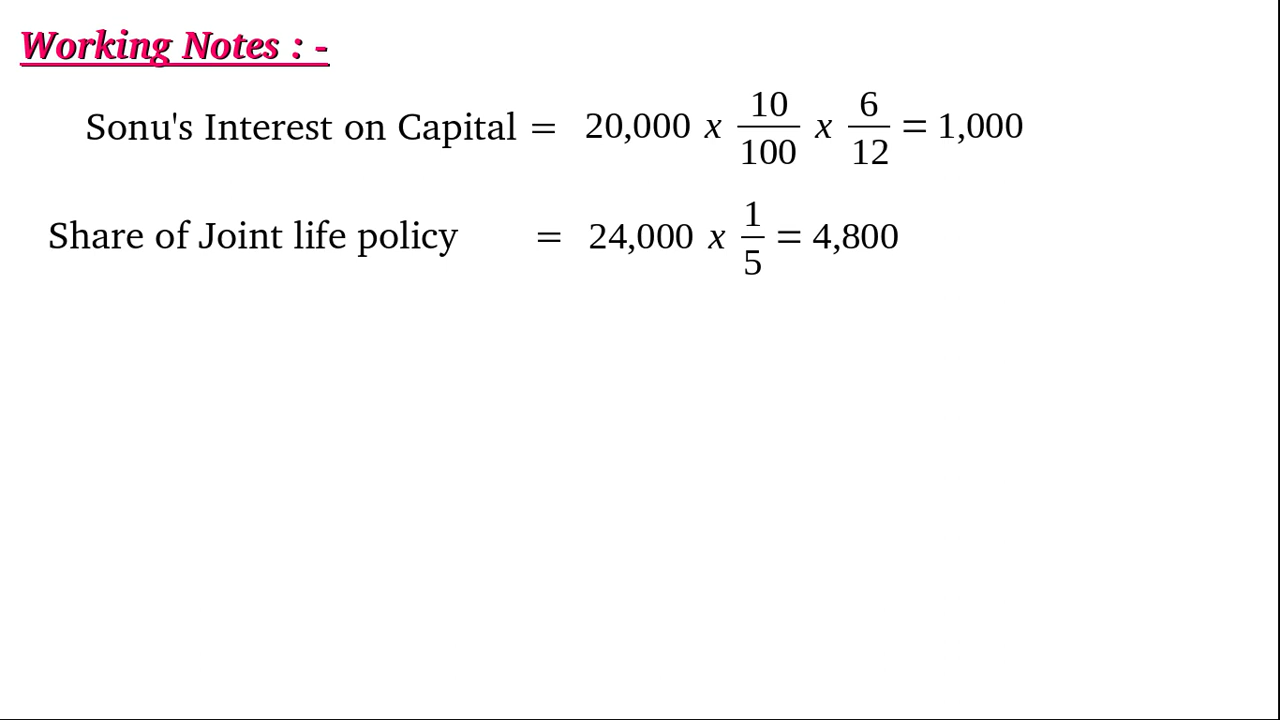 Working Notes : -
Sonu's Interest on Capital = 20,000 x 10/100 x 6/12 = 1,000
Share of Joint life policy = 24,000 x 1/5 = 4,800